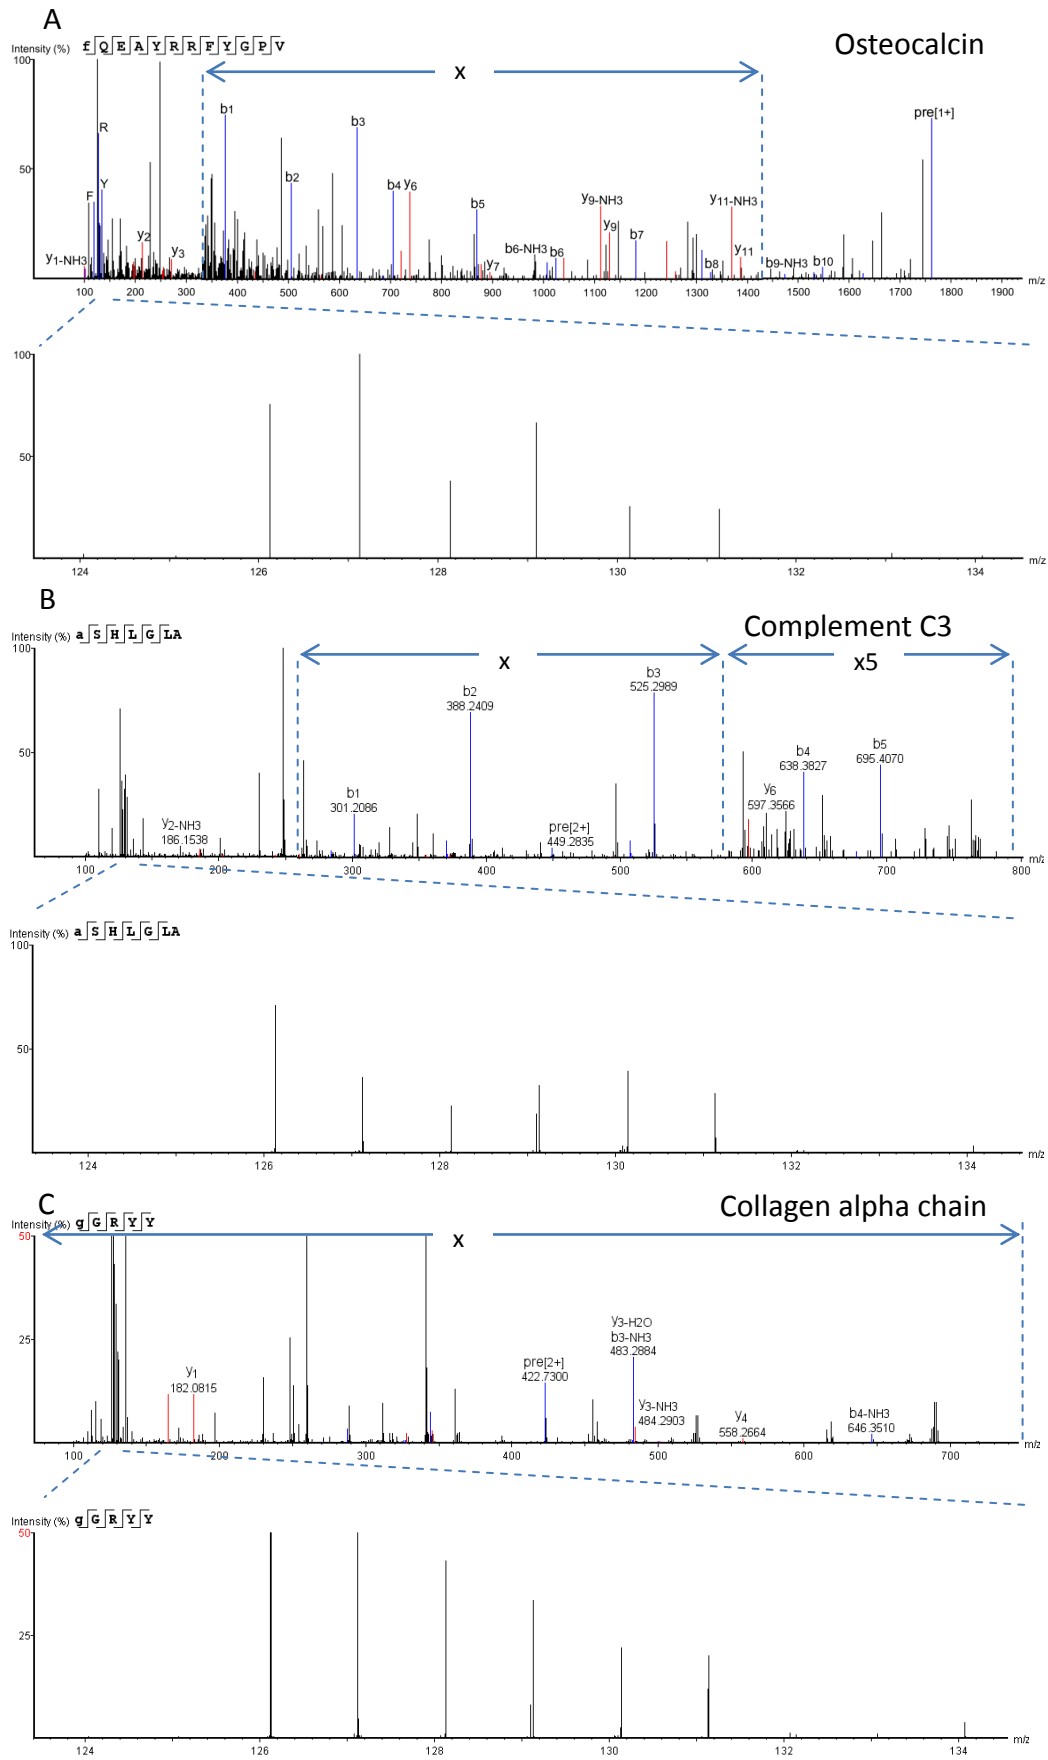 A
Osteocalcin
Intensity (%) f Q E A Y R R F Y G P V
100
50
x
R
F
Y
y1-NH3
y2
y3
b1
b2
b3
b4
y6
b5
y7
b6-NH3
b6
y9-NH3
y9
b7
b8
y11-NH3
y11
b9-NH3
b10
pre[1+]
100 200 300 400 500 600 700 800 900 1000 1100 1200 1300 1400 1500 1600 1700 1800 1900 m/z
100
50
124 126 128 130 132 134 m/z
B
Complement C3
Intensity (%) a S H L G L A
100
50
x
x5
y2-NH3
186.1538
b1
301.2086
b2
388.2409
pre[2+]
449.2835
b3
525.2989
y6
597.3566
b4
638.3827
b5
695.4070
100 200 300 400 500 600 700 800 m/z
Intensity (%) a S H L G L A
100
50
124 126 128 130 132 134 m/z
C
Collagen alpha chain
Intensity (%) g G R Y Y
50
25
x
y1
182.0815
pre[2+]
422.7300
y3-H2O
b3-NH3
483.2884
y3-NH3
484.2903
y4
558.2664
b4-NH3
646.3510
100 200 300 400 500 600 700 m/z
Intensity (%) g G R Y Y
50
25
124 126 128 130 132 134 m/z